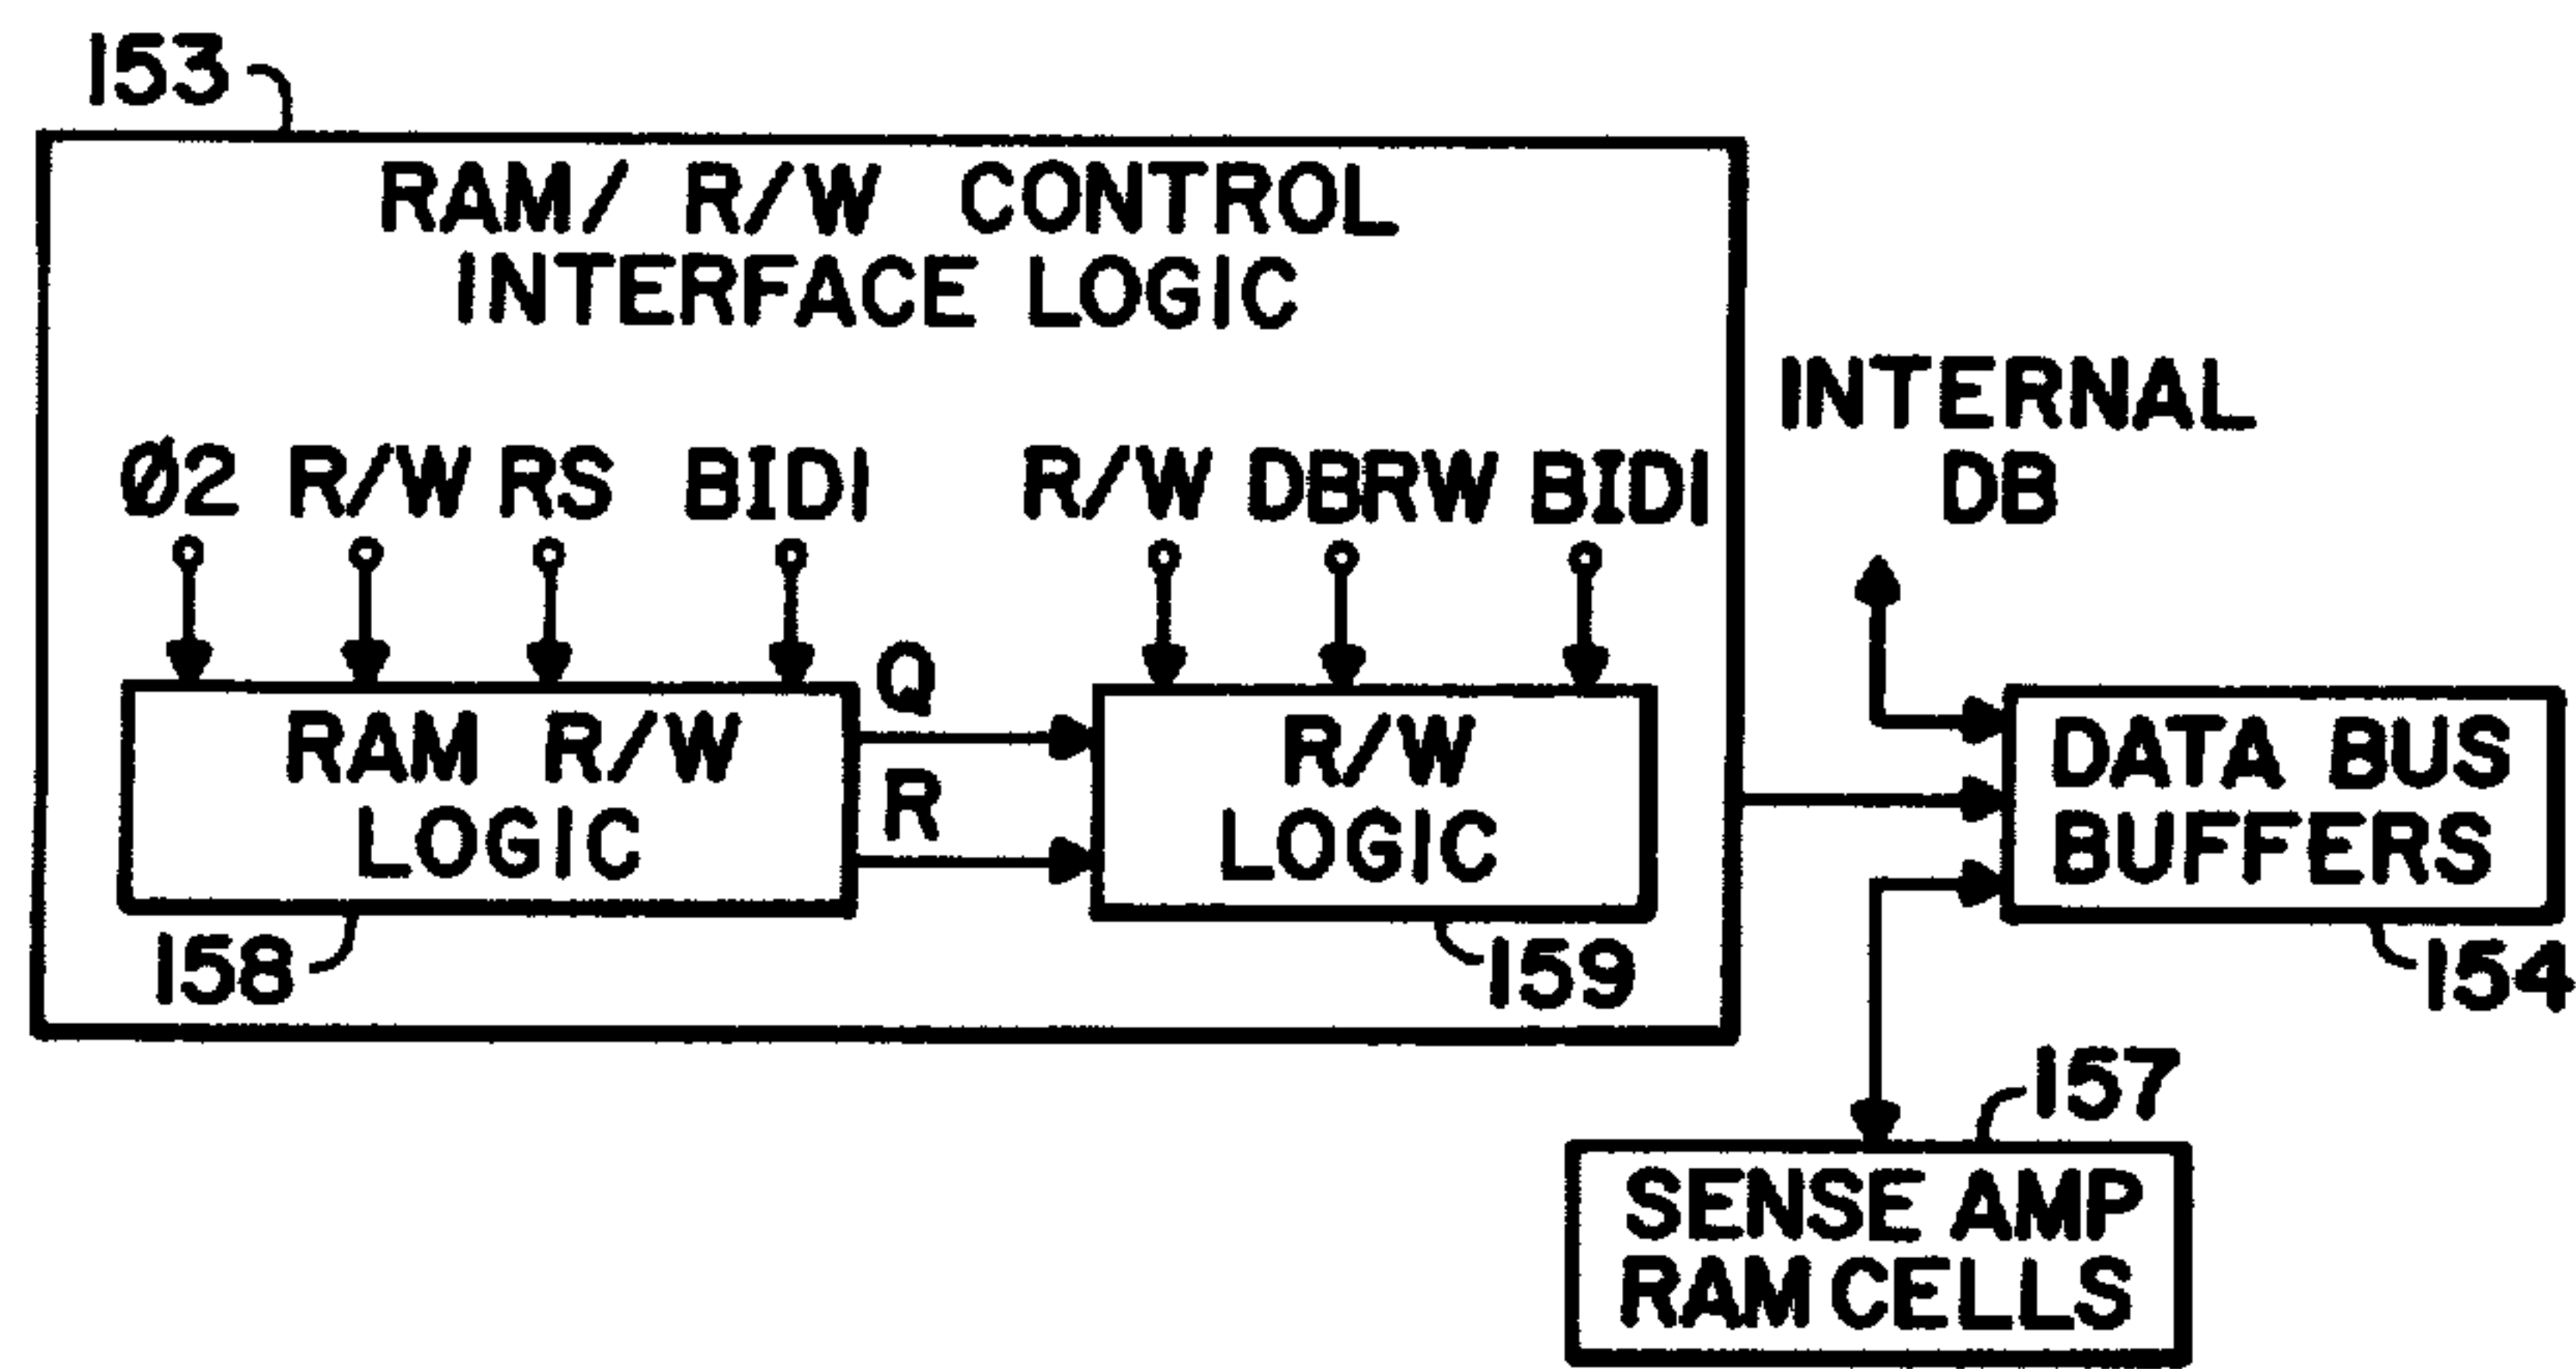 153
RAM/ R/W CONTROL
INTERFACE LOGIC
INTERNAL
DB
Ø2 R/W RS BIDI R/W DBRW BIDI
Q
R
RAM R/W
LOGIC
R/W
LOGIC
DATA BUS
BUFFERS
158
159
154
157
SENSE AMP
RAM CELLS